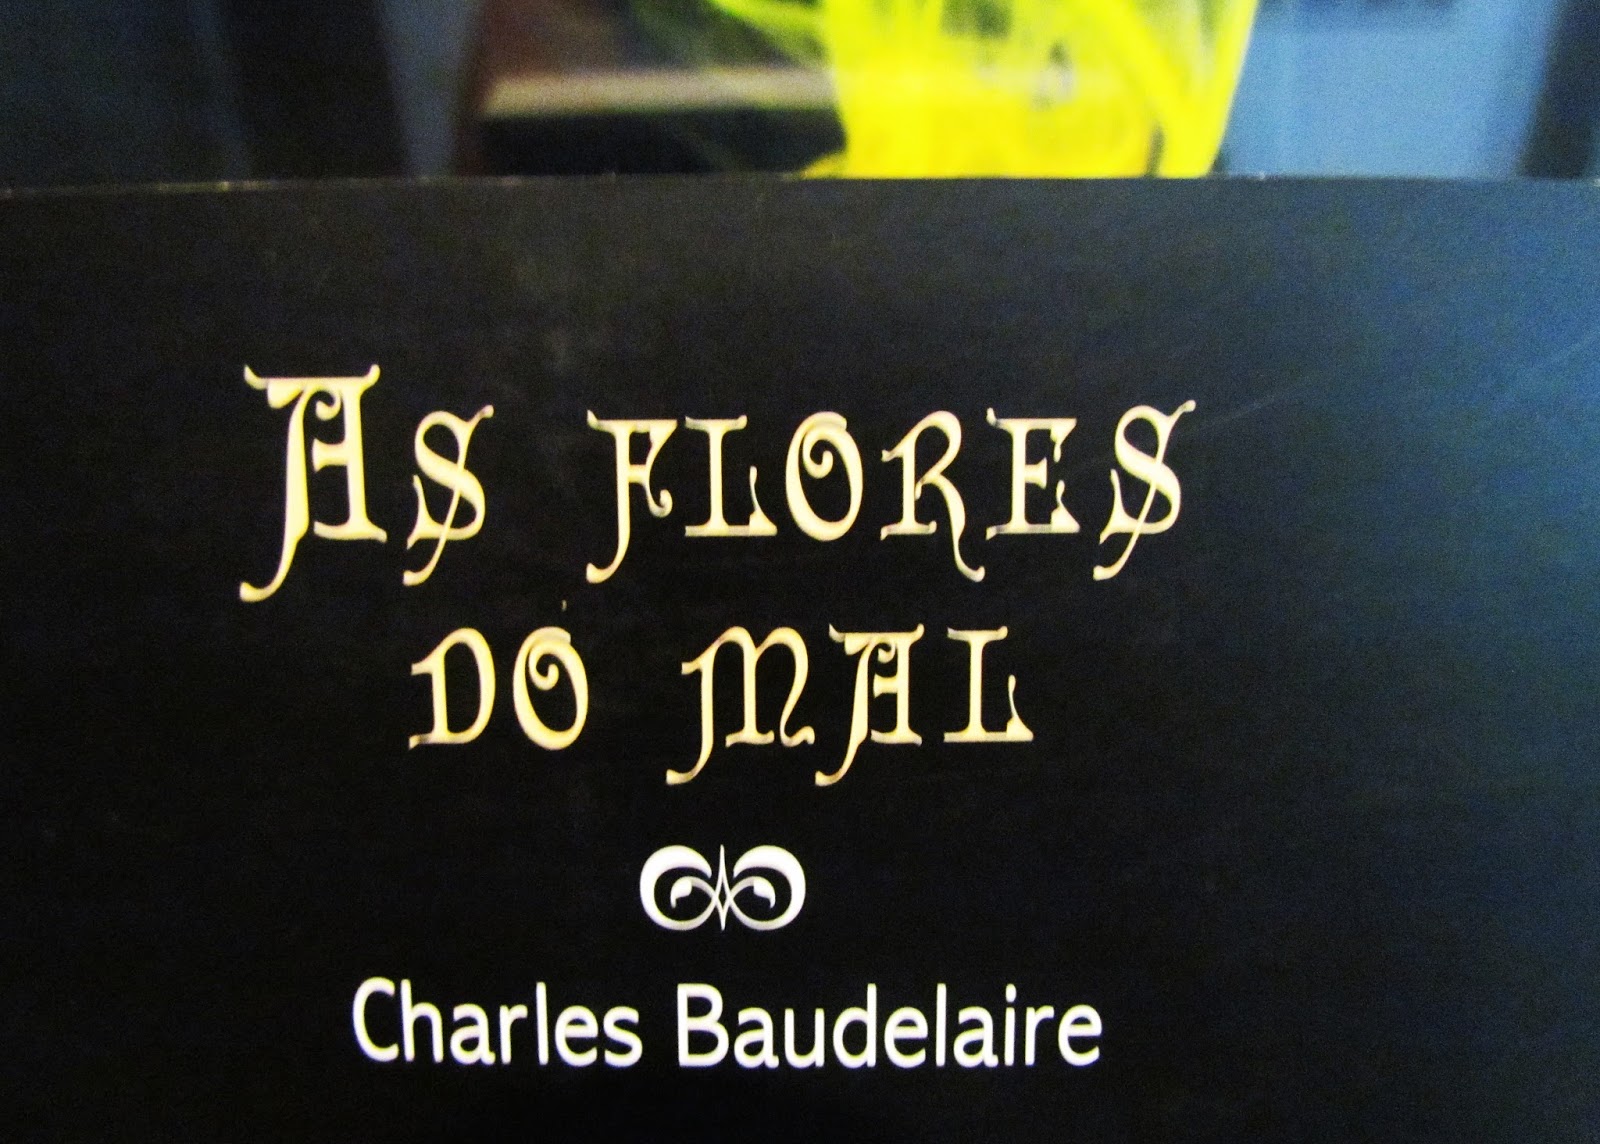 As flores
do mal
Charles Baudelaire